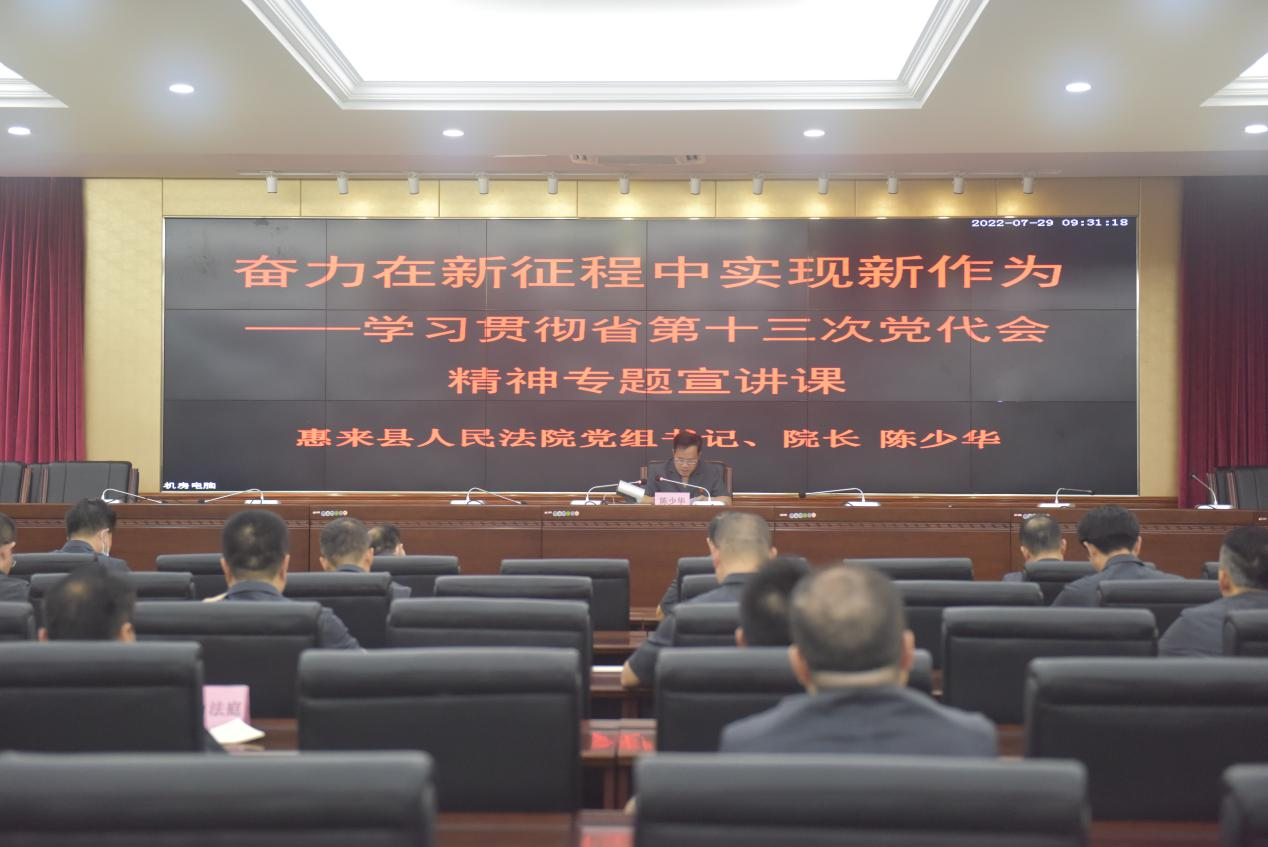 2022-07-29 09:31:18
奋力在新征程中实现新作为
——学习贯彻省第十三次党代会
精神专题宣讲课
惠来县人民法院党组书记、院长 陈少华
机房电脑
陈少华
法庭